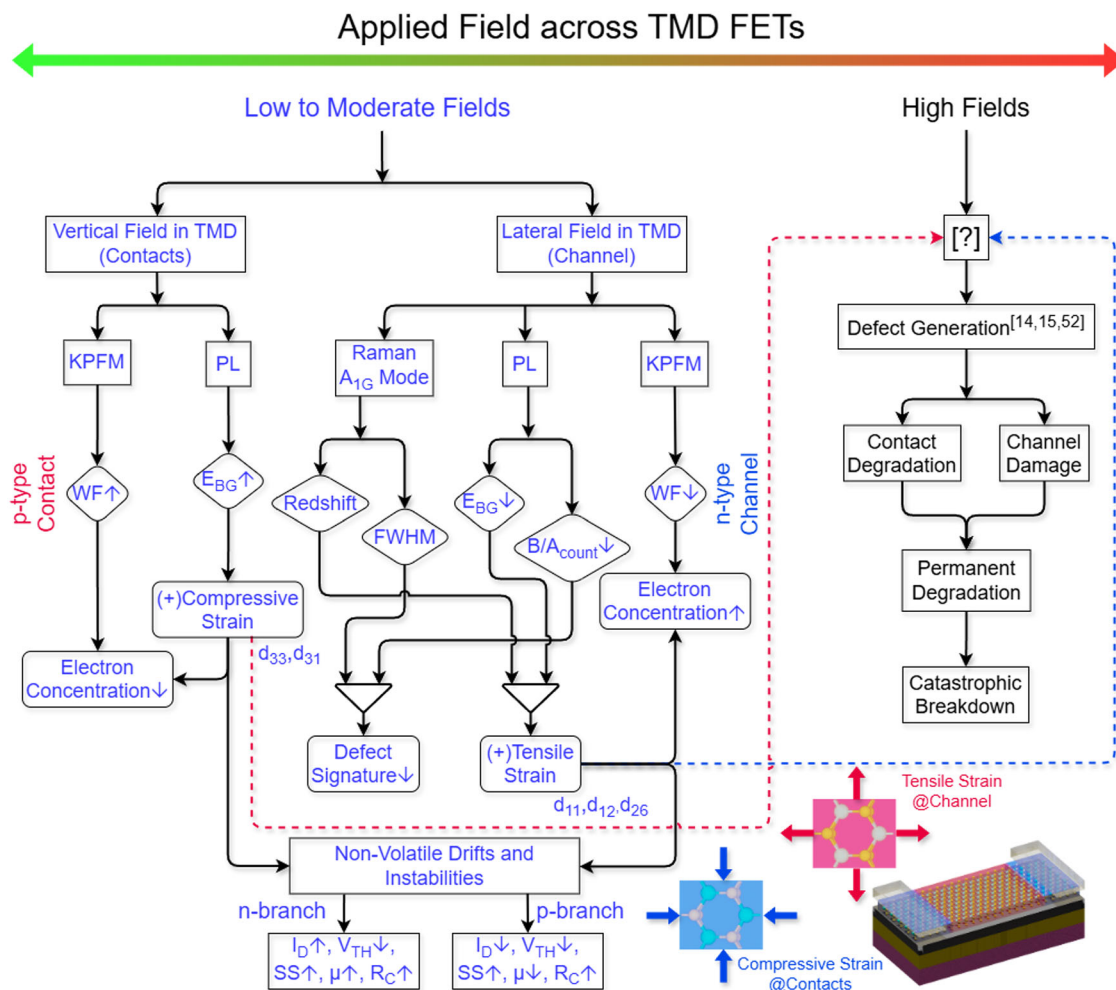 Applied Field across TMD FETs
Low to Moderate Fields
High Fields
Vertical Field in TMD
(Contacts)
Lateral Field in TMD
(Channel)
[?]
KPFM
PL
Raman
A1G Mode
PL
KPFM
Defect Generation[14,15,52]
p-type
Contact
WF↑
EBG↑
Redshift
FWHM
EBG↓
B/Acount↓
WF↓
n-type
Channel
Contact
Degradation
Channel
Damage
(+)Compressive
Strain
d33,d31
Electron
Concentration↑
Permanent
Degradation
Electron
Concentration↓
Catastrophic
Breakdown
Defect
Signature↓
(+)Tensile
Strain
d11,d12,d26
Tensile Strain
@Channel
Non-Volatile Drifts and
Instabilities
n-branch
p-branch
ID↑, VTH↓,
SS↑, μ↑, RC↑
ID↓, VTH↓,
SS↑, μ↓, RC↑
Compressive Strain
@Contacts